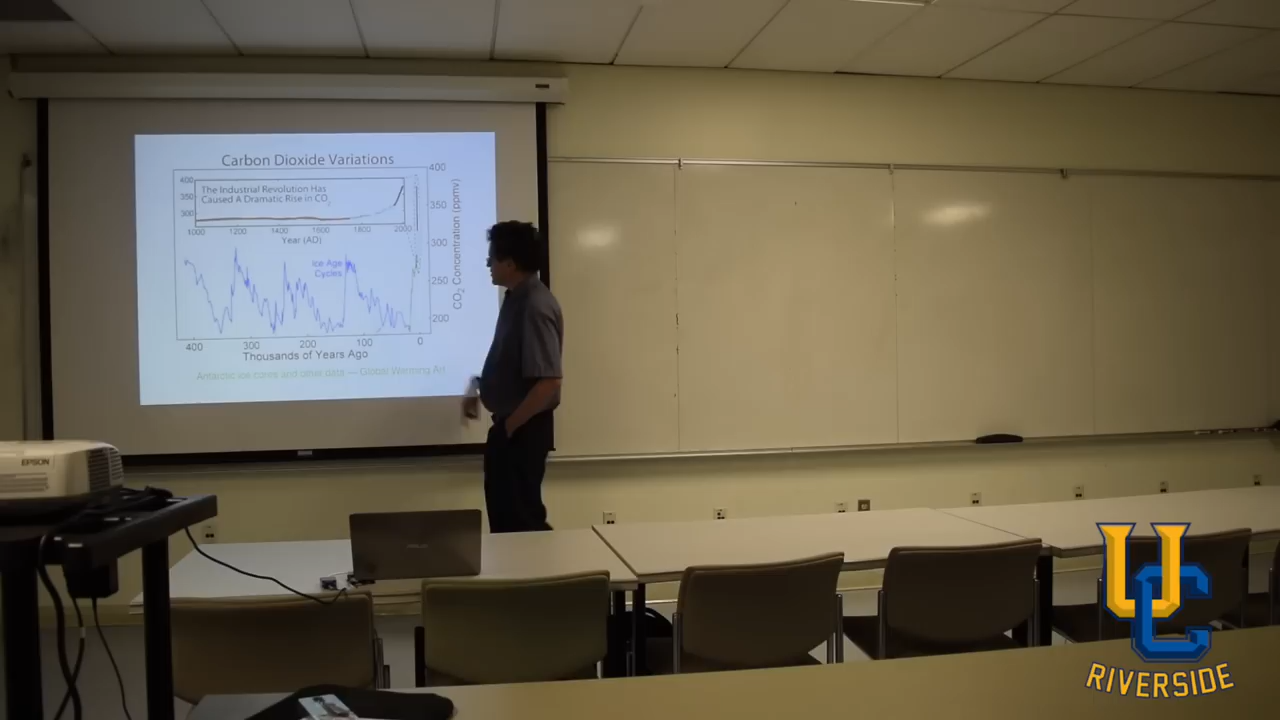 Carbon Dioxide Variations
400
350
300
The Industrial Revolution Has
Caused A Dramatic Rise in CO2
1000 1200 1400 1600 1800 2000
Year (AD)
Ice Age
Cycles
400
350
300
250
200
CO2 Concentration (ppmv)
400 300 200 100 0
Thousands of Years Ago
Antarctic ice cores and other data — Global Warming Art
EPSON
UC
RIVERSIDE